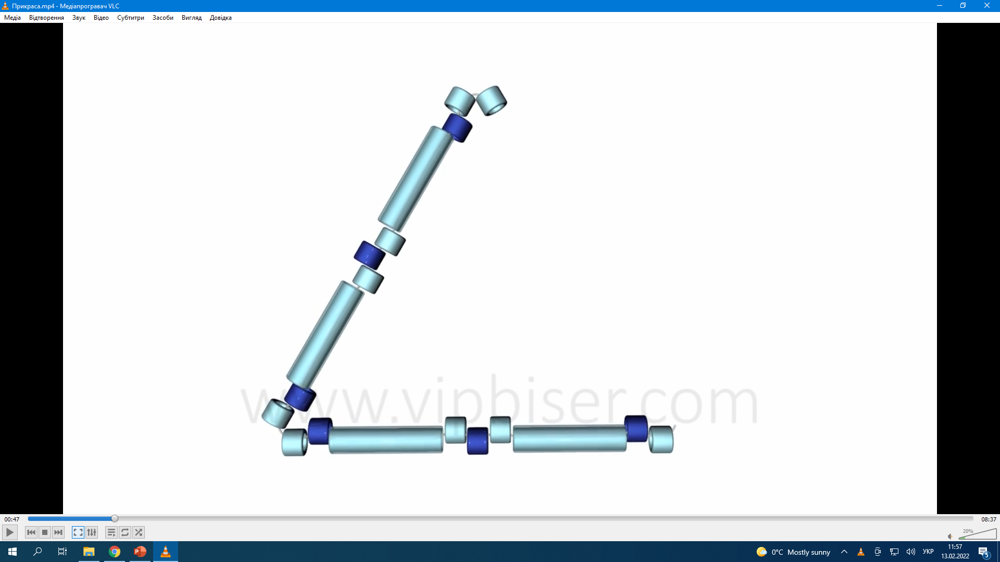 Прикраса.mp4 - Медіапрогравач VLC
Медіа Відтворення Звук Відео Субтитри Засоби Вигляд Довідка
www.vipbiser.com
00:47
08:37
20%
0°C Mostly sunny
УКР
11:57
13.02.2022
5